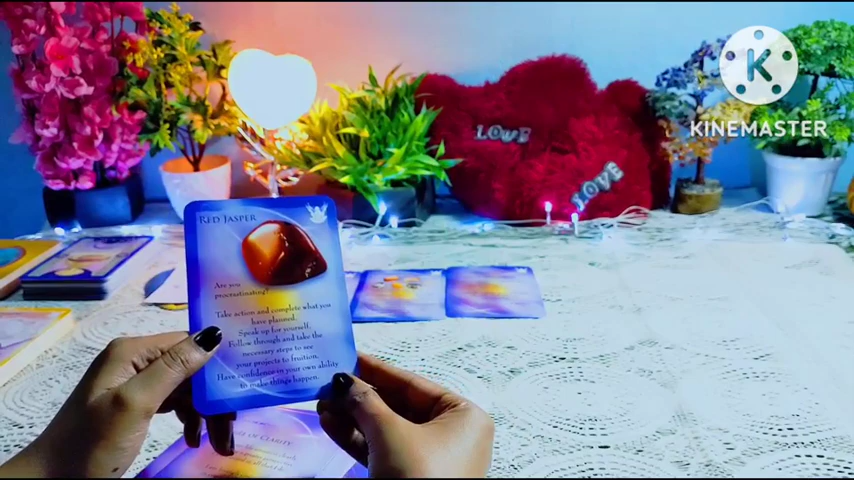 KINEMASTER
LOVE
LOVE
RED JASPER
Are you
procrastinating?
Take action and complete what you
have planned.
Speak up for yourself.
Follow through and take the
necessary steps to see
your projects to fruition.
Have confidence in your own ability
to make things happen.
OF CLARITY